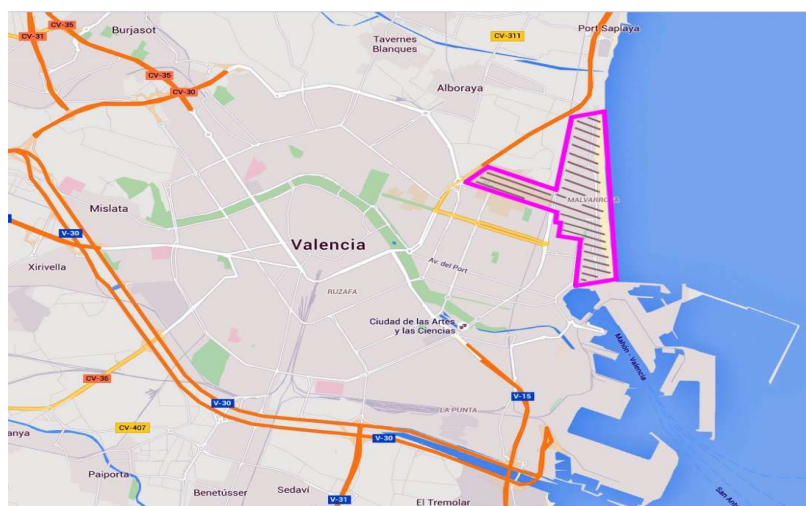 CV-35
Burjasot
CV-31
CV-35
CV-30
Tavernes
Blanques
CV-311
Port Saplaya
Alboraya
Mislata
MALVARROSA
V-30
Xirivella
Valencia
Av. del Port
RUZAFA
Ciudad de las Artes
y las Ciencias
Mahón - Valencia
CV-36
V-30
V-15
LA PUNTA
CV-407
V-30
Paiporta
Benetússer
Sedaví
V-31
El Tremolar